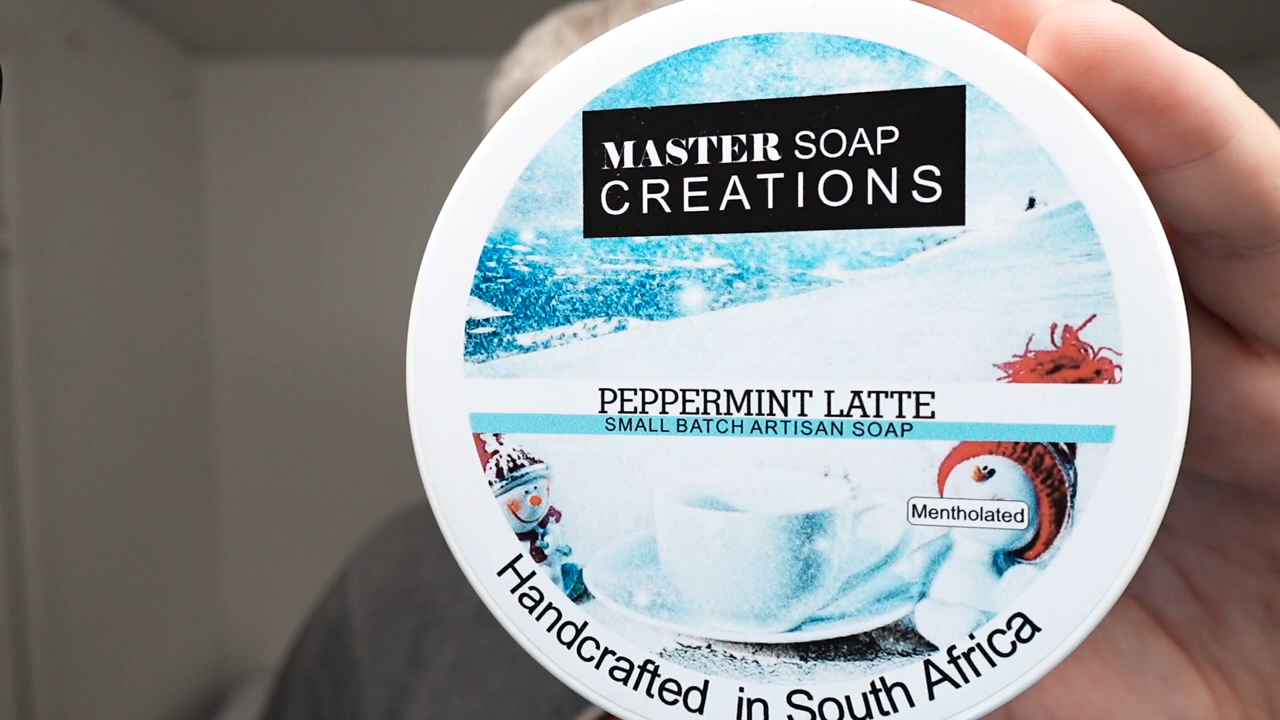 MASTER SOAP
CREATIONS
PEPPERMINT LATTE
SMALL BATCH ARTISAN SOAP
Mentholated
Handcrafted in South Africa